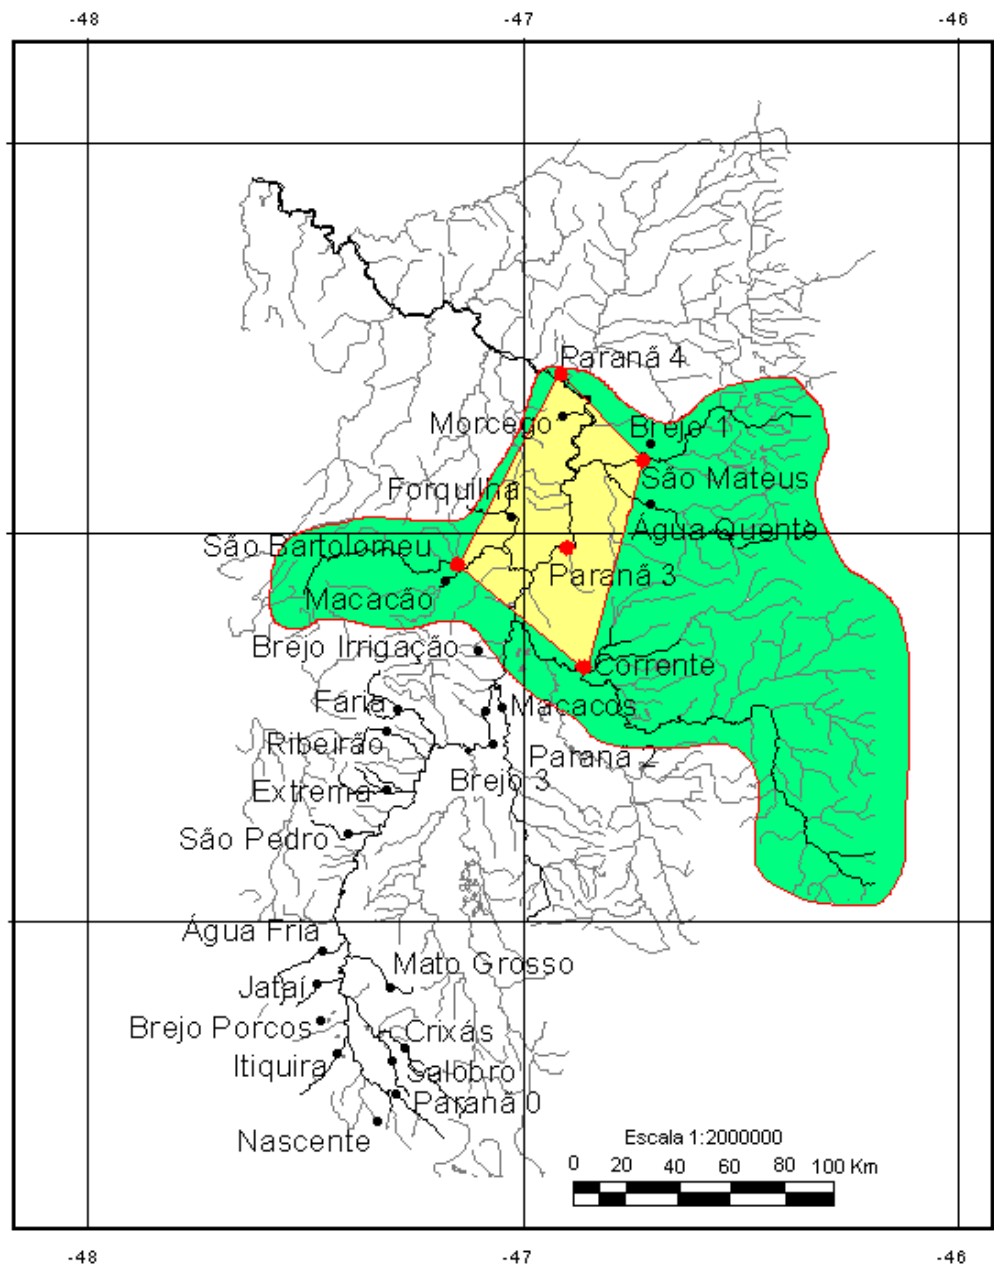 -48 -47 -46
Paranã 4
Morcego
Brejo 1
São Mateus
Forquilha
Água Quente
São Bartolomeu
Paranã 3
Macacão
Brejo Irrigação
Corrente
Faria
Macacos
Ribeirão
Paranã 2
Brejo 3
Extrema
São Pedro
Água Fria
Mato Grosso
Jataí
Brejo Porcos
Crixás
Itiquira
Salobro
Paranã 0
Nascente
Escala 1:2000000
0 20 40 60 80 100 Km
-48 -47 -46